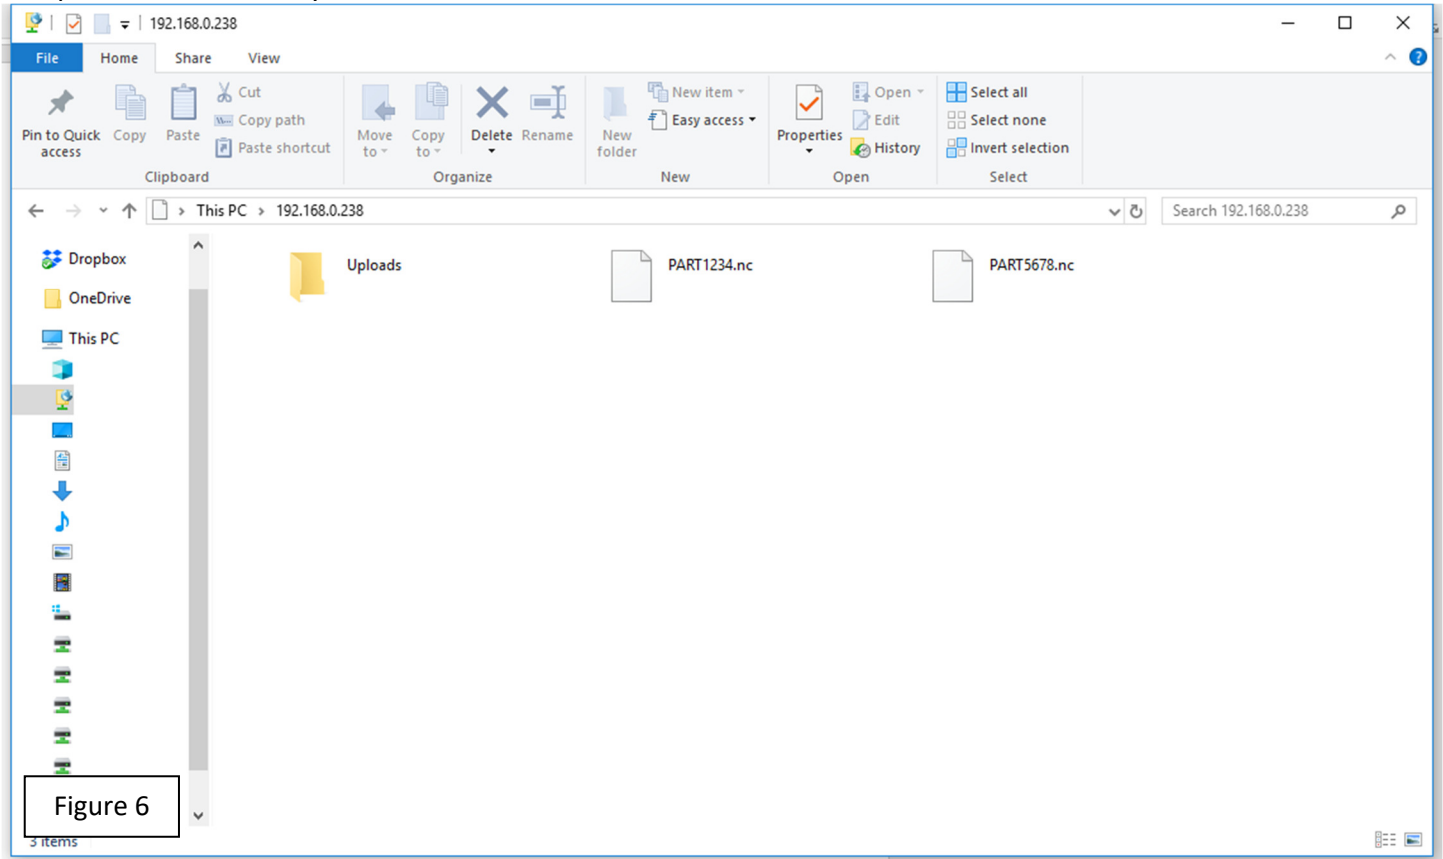 192.168.0.238
File Home Share View
Pin to Quick access
Copy
Paste
Cut
Copy path
Paste shortcut
Clipboard
Move to
Copy to
Delete
Rename
Organize
New folder
New item
Easy access
New
Properties
Open
Edit
History
Open
Select all
Select none
Invert selection
Select
This PC > 192.168.0.238
Search 192.168.0.238
Dropbox
OneDrive
This PC
Uploads
PART1234.nc
PART5678.nc
Figure 6
3 items